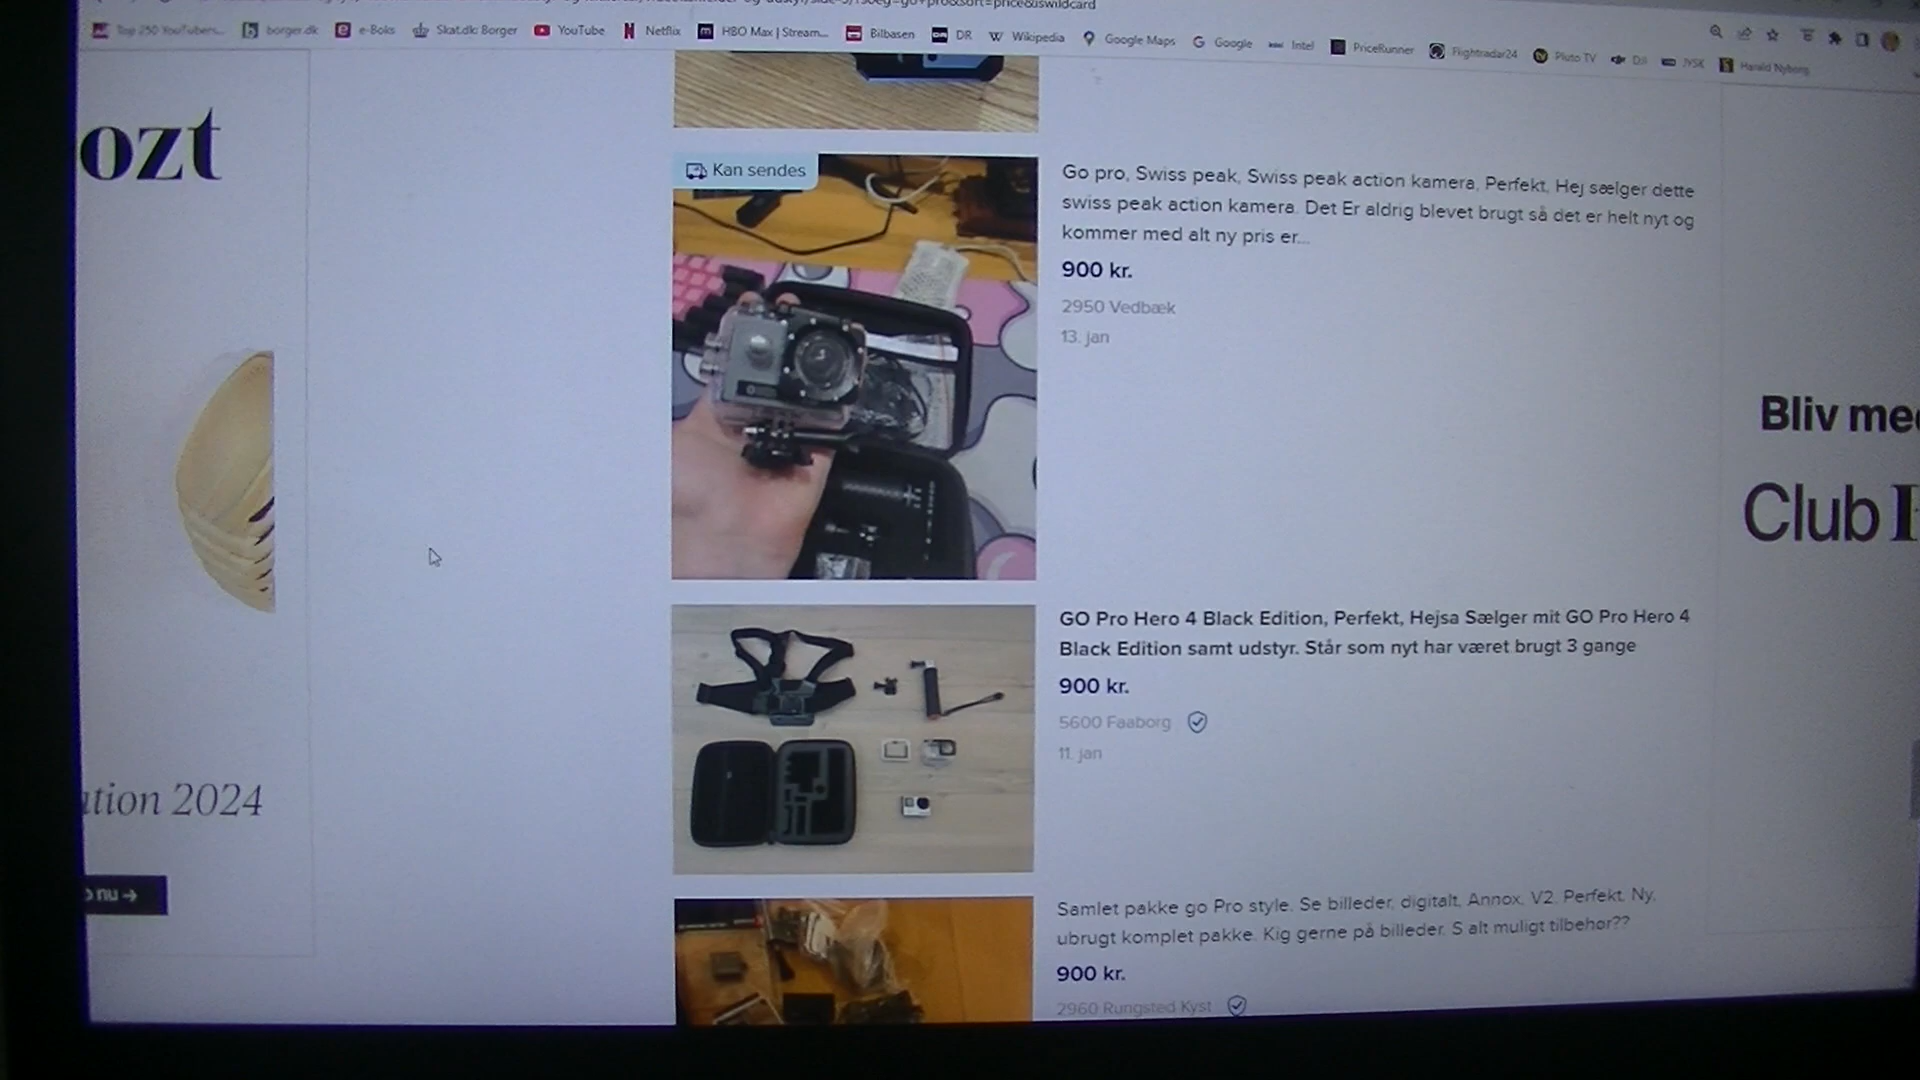 Top 250 YouTubers...
borger.dk
e-Boks
Skat.dk: Borger
YouTube
Netflix
HBO Max | Stream...
Bilbasen
DR
Wikipedia
Google Maps
Google
Intel
PriceRunner
Flightradar24
Pluto TV
DJI
JYSK
Harald Nyborg
ozt
ation 2024
nu →
Kan sendes
Go pro, Swiss peak, Swiss peak action kamera, Perfekt, Hej sælger dette
swiss peak action kamera. Det Er aldrig blevet brugt så det er helt nyt og
kommer med alt ny pris er...
900 kr.
2950 Vedbæk
13. jan
GO Pro Hero 4 Black Edition, Perfekt, Hejsa Sælger mit GO Pro Hero 4
Black Edition samt udstyr. Står som nyt har været brugt 3 gange
900 kr.
5600 Faaborg
11. jan
Samlet pakke go Pro style. Se billeder, digitalt, Annox, V2, Perfekt, Ny,
ubrugt komplet pakke. Kig gerne på billeder. S alt muligt tilbehør??
900 kr.
2960 Rungsted Kyst
Bliv me
Club